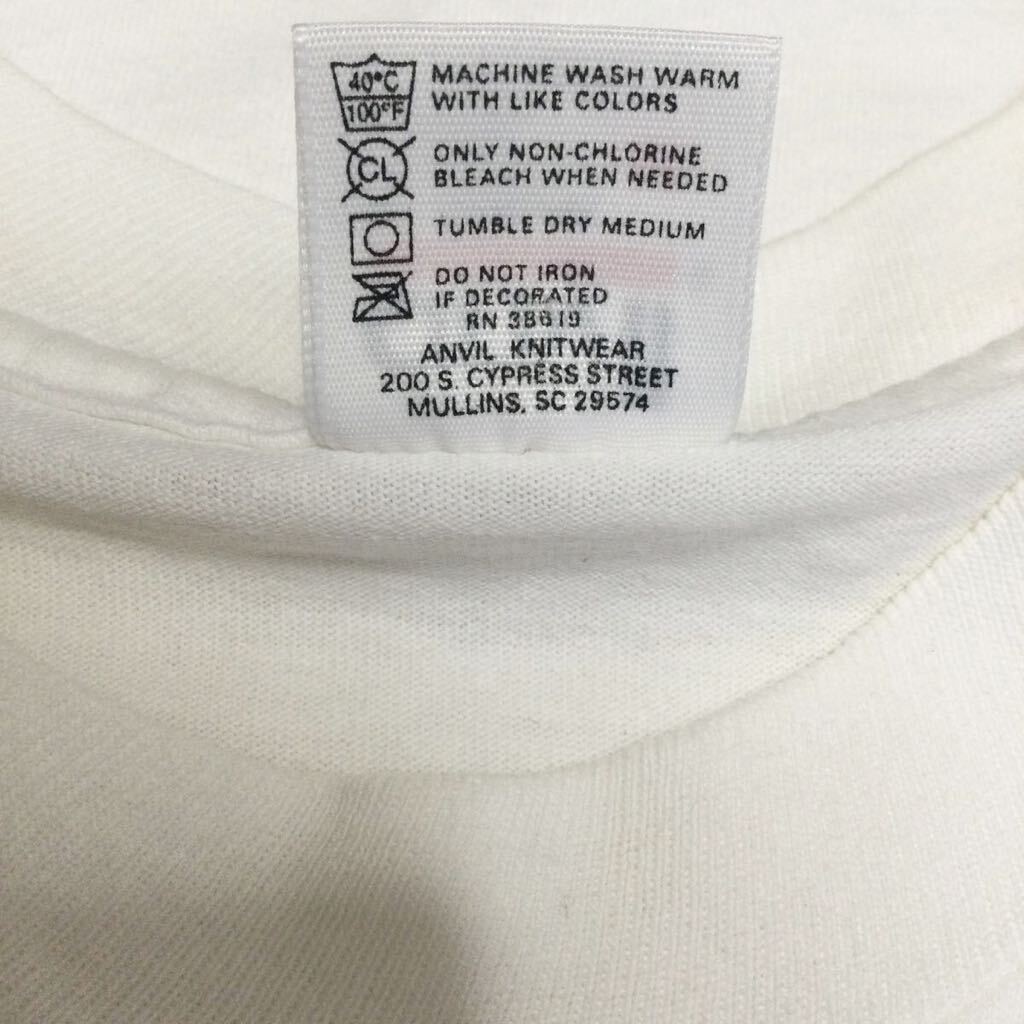 40°C
100°F
MACHINE WASH WARM
WITH LIKE COLORS
CL
ONLY NON-CHLORINE
BLEACH WHEN NEEDED
TUMBLE DRY MEDIUM
DO NOT IRON
IF DECORATED
RN 38619
ANVIL KNITWEAR
200 S. CYPRESS STREET
MULLINS, SC 29574